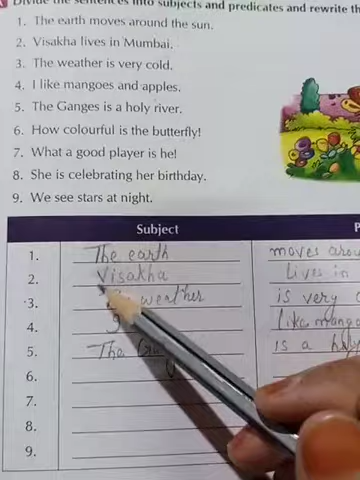 Divide the sentences into subjects and predicates and rewrite
1. The earth moves around the sun.
2. Visakha lives in Mumbai.
3. The weather is very cold.
4. I like mangoes and apples.
5. The Ganges is a holy river.
6. How colourful is the butterfly!
7. What a good player is he!
8. She is celebrating her birthday.
9. We see stars at night.
Subject P
1. The earth moves arou
2. Visakha lives in
3. weather is very
4. like mang
5. The is a
6.
7.
8.
9.